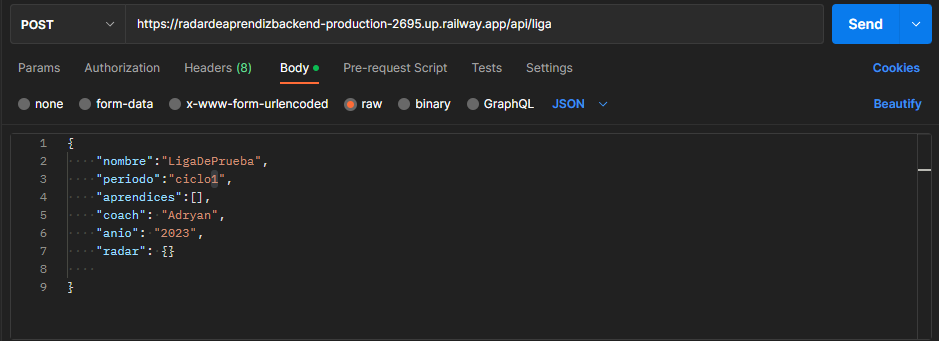 POST https://radardeaprendizbackend-production-2695.up.railway.app/api/liga Send
Params Authorization Headers (8) Body Pre-request Script Tests Settings Cookies
none form-data x-www-form-urlencoded raw binary GraphQL JSON Beautify
1 {
2 "nombre":"LigaDePrueba",
3 "periodo":"ciclo1",
4 "aprendices":[],
5 "coach": "Adryan",
6 "anio": "2023",
7 "radar": {}
8
9 }